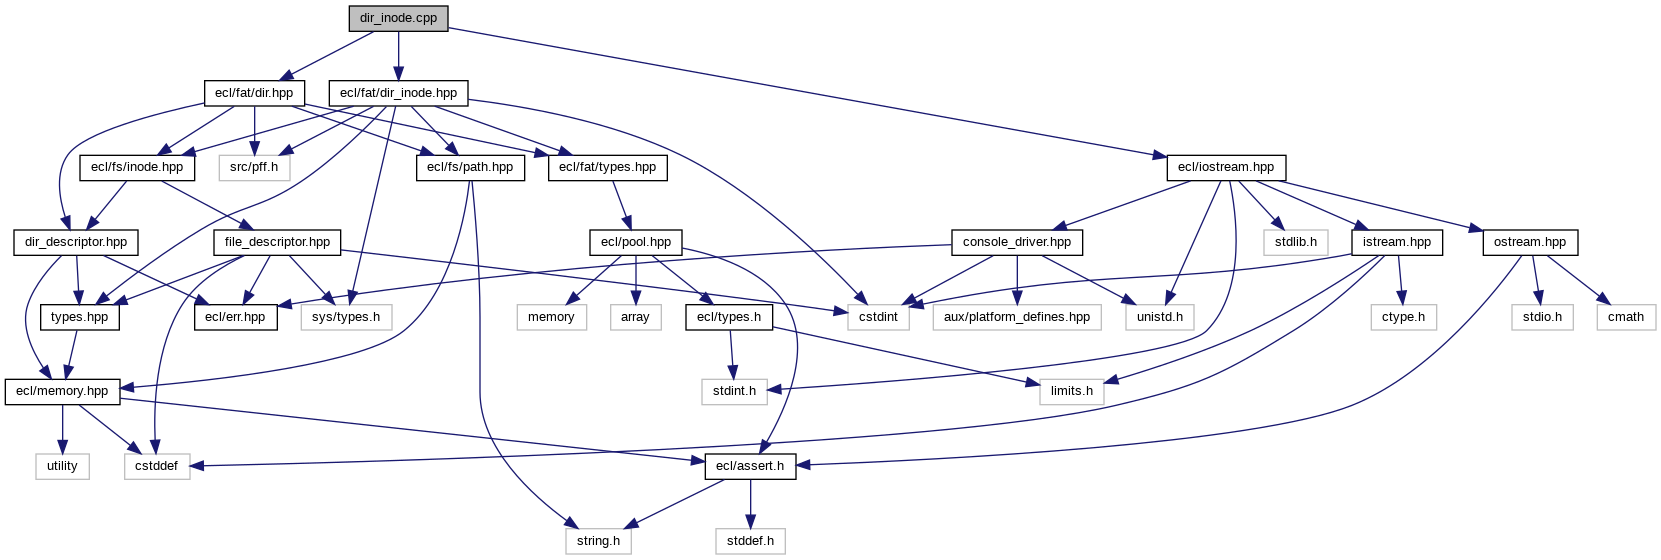 dir_inode.cpp
ecl/fat/dir.hpp
ecl/fat/dir_inode.hpp
ecl/fs/inode.hpp
src/pff.h
ecl/fs/path.hpp
ecl/fat/types.hpp
ecl/iostream.hpp
dir_descriptor.hpp
file_descriptor.hpp
ecl/pool.hpp
console_driver.hpp
stdlib.h
istream.hpp
ostream.hpp
types.hpp
ecl/err.hpp
sys/types.h
memory
array
ecl/types.h
cstdint
aux/platform_defines.hpp
unistd.h
ctype.h
stdio.h
cmath
ecl/memory.hpp
stdint.h
limits.h
utility
cstddef
ecl/assert.h
string.h
stddef.h